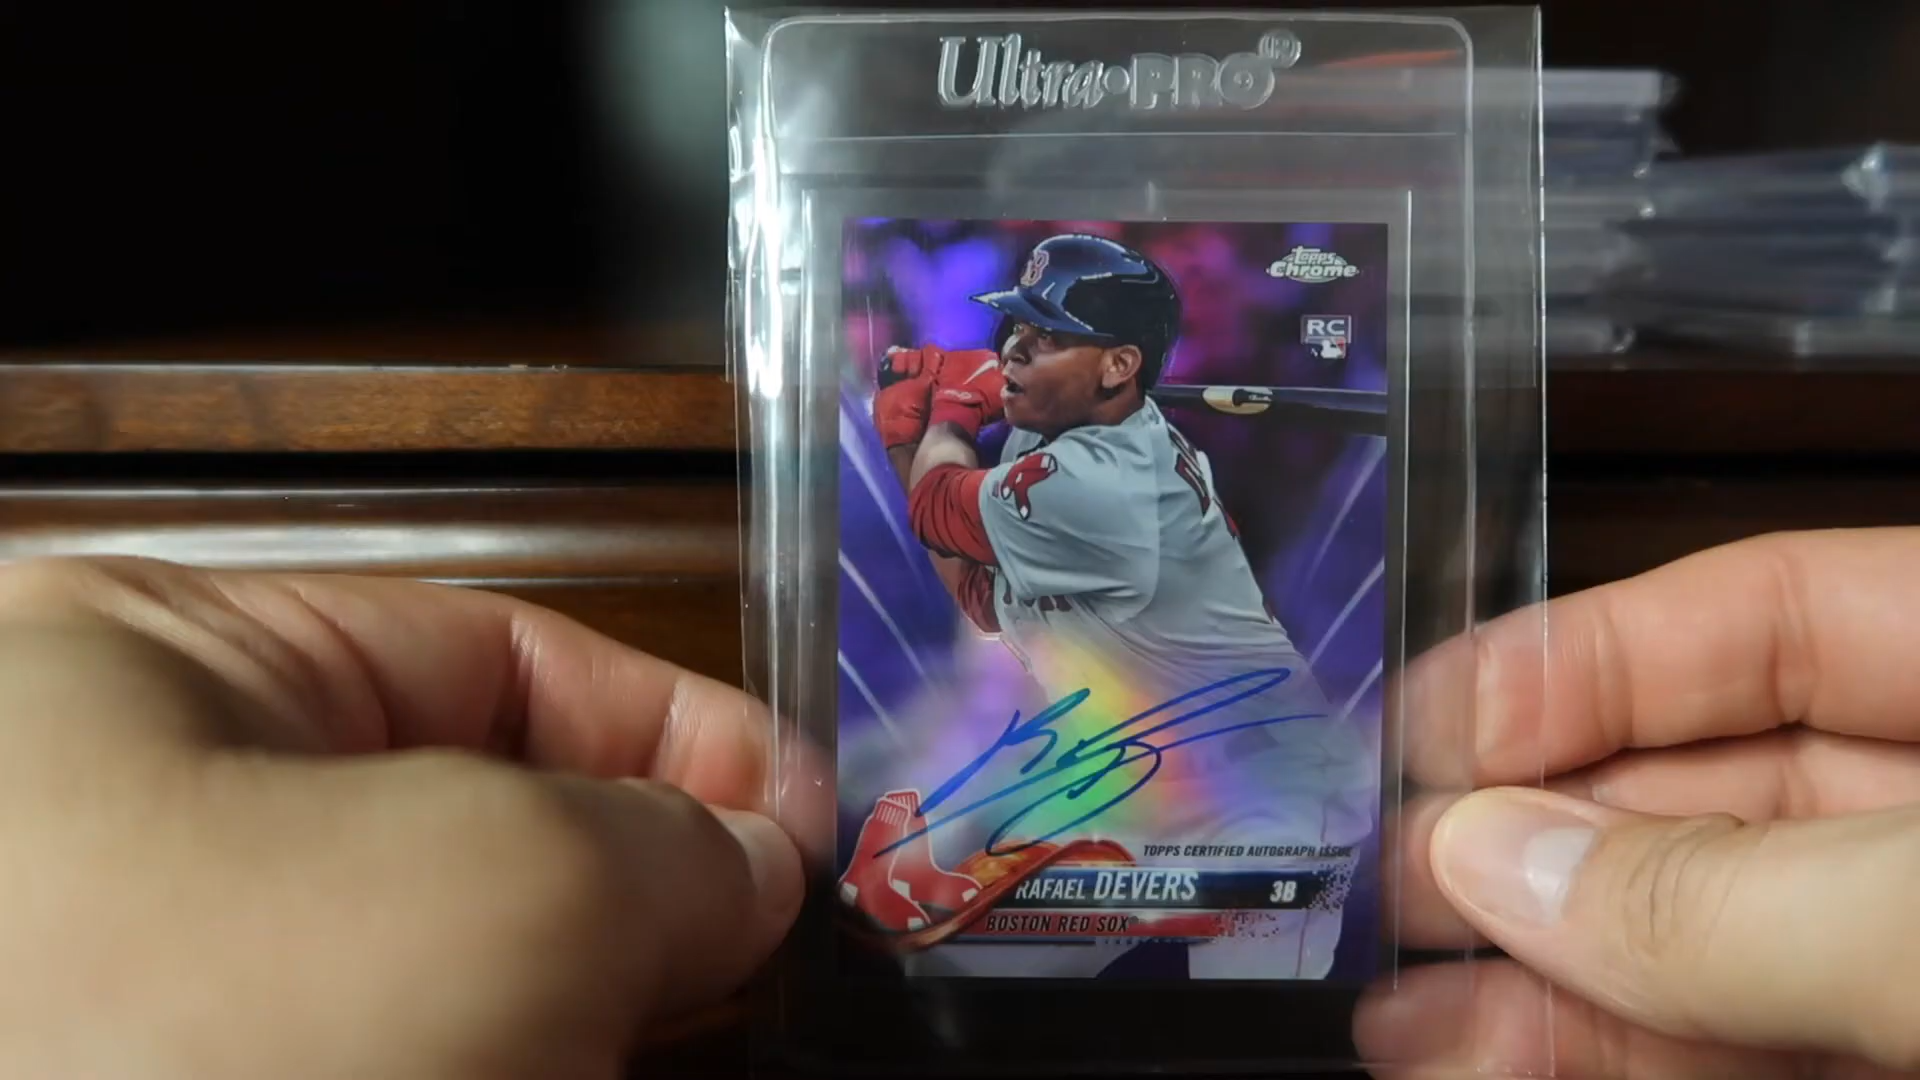 Ultra•PRO®
Topps
Chrome
RC
TOPPS CERTIFIED AUTOGRAPH ISSUE
RAFAEL DEVERS 3B
BOSTON RED SOX®